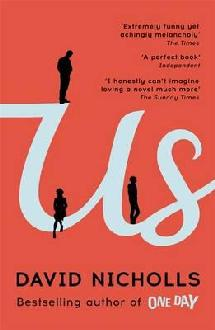 'Extremely funny yet
achingly melancholy'
The Times
'A perfect book'
Independent
'I honestly can't imagine
loving a novel much more'
The Sunday Times
Us
DAVID NICHOLLS
Bestselling author of ONE DAY